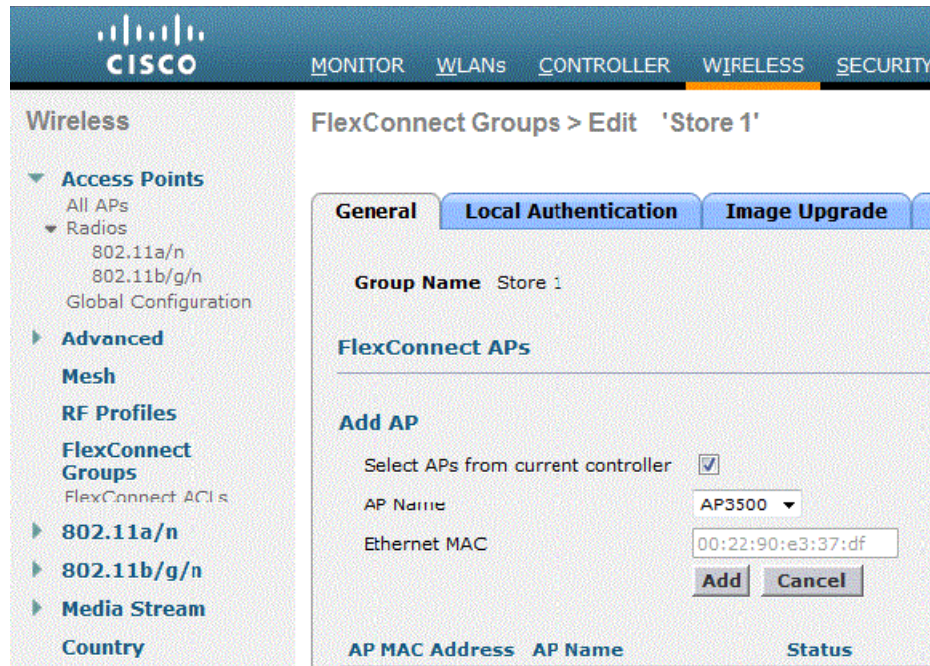 CISCO
MONITOR WLANs CONTROLLER WIRELESS SECURITY
Wireless
Access Points
All APs
Radios
802.11a/n
802.11b/g/n
Global Configuration
Advanced
Mesh
RF Profiles
FlexConnect
Groups
FlexConnect ACLs
802.11a/n
802.11b/g/n
Media Stream
Country
FlexConnect Groups > Edit 'Store 1'
General Local Authentication Image Upgrade
Group Name Store 1
FlexConnect APs
Add AP
Select APs from current controller
AP Name AP3500
Ethernet MAC 00:22:90:e3:37:df
Add Cancel
AP MAC Address AP Name Status